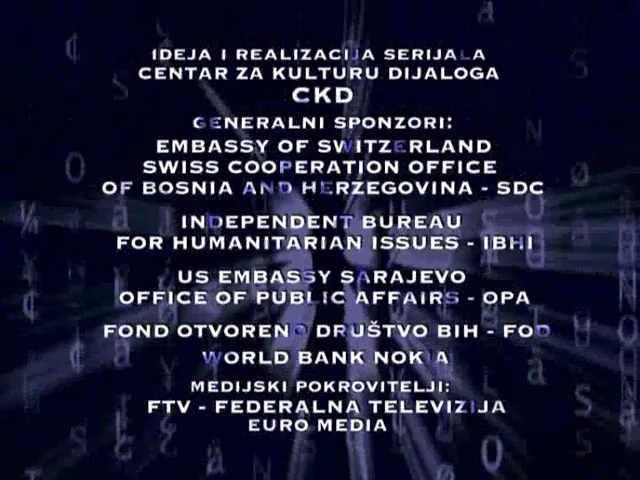 IDEJA I REALIZACIJA SERIJALA
CENTAR ZA KULTURU DIJALOGA
CKD
GENERALNI SPONZORI:
EMBASSY OF SWITZERLAND
SWISS COOPERATION OFFICE
OF BOSNIA AND HERZEGOVINA - SDC
INDEPENDENT BUREAU
FOR HUMANITARIAN ISSUES - IBHI
US EMBASSY SARAJEVO
OFFICE OF PUBLIC AFFAIRS - OPA
FOND OTVORENO DRUŠTVO BIH - FOD
WORLD BANK NOKIA
MEDIJSKI POKROVITELJI:
FTV - FEDERALNA TELEVIZIJA
EURO MEDIA